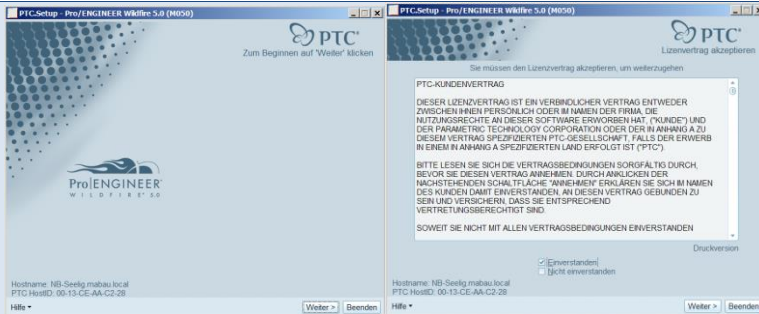 PTC.Setup - Pro/ENGINEER Wildfire 5.0 (M050)
PTC®
Zum Beginnen auf 'Weiter' klicken
Pro|ENGINEER®
WILDFIRE® 5.0
Hostname: NB-Seelig.mabau.local
PTC HostID: 00-13-CE-AA-C2-28
Hilfe
Weiter >
Beenden
PTC.Setup - Pro/ENGINEER Wildfire 5.0 (M050)
PTC®
Lizenvertrag akzeptieren
Sie müssen den Lizenzvertrag akzeptieren, um weiterzugehen
PTC-KUNDENVERTRAG
DIESER LIZENZVERTRAG IST EIN VERBINDLICHER VERTRAG ENTWEDER
ZWISCHEN IHNEN PERSÖNLICH ODER IM NAMEN DER FIRMA, DIE
NUTZUNGSRECHTE AN DIESER SOFTWARE ERWORBEN HAT, ("KUNDE") UND
DER PARAMETRIC TECHNOLOGY CORPORATION ODER DER IN ANHANG A ZU
DIESEM VERTRAG SPEZIFIZIERTEN PTC-GESELLSCHAFT, FALLS DER ERWERB
IN EINEM IN ANHANG A SPEZIFIZIERTEN LAND ERFOLGT IST ("PTC").
BITTE LESEN SIE SICH DIE VERTRAGSBEDINGUNGEN SORGFÄLTIG DURCH,
BEVOR SIE DIESEN VERTRAG ANNEHMEN. DURCH ANKLICKEN DER
NACHSTEHENDEN SCHALTFLÄCHE "ANNEHMEN" ERKLÄREN SIE SICH IM NAMEN
DES KUNDEN DAMIT EINVERSTANDEN, AN DIESEN VERTRAG GEBUNDEN ZU
SEIN UND VERSICHERN, DASS SIE ENTSPRECHEND
VERTRETUNGSBERECHTIGT SIND.
SOWEIT SIE NICHT MIT ALLEN VERTRAGSBEDINGUNGEN EINVERSTANDEN
Druckversion
Einverstanden
Nicht einverstanden
Hostname: NB-Seelig.mabau.local
PTC HostID: 00-13-CE-AA-C2-28
Hilfe
Weiter >
Beenden